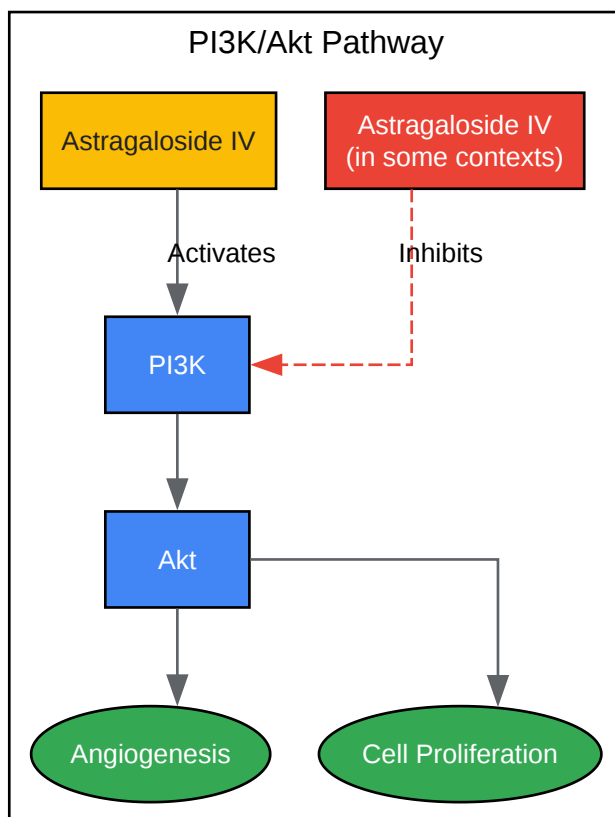 PI3K/Akt Pathway
Astragaloside IV
Astragaloside IV
(in some contexts)
Activates
Inhibits
PI3K
Akt
Angiogenesis
Cell Proliferation